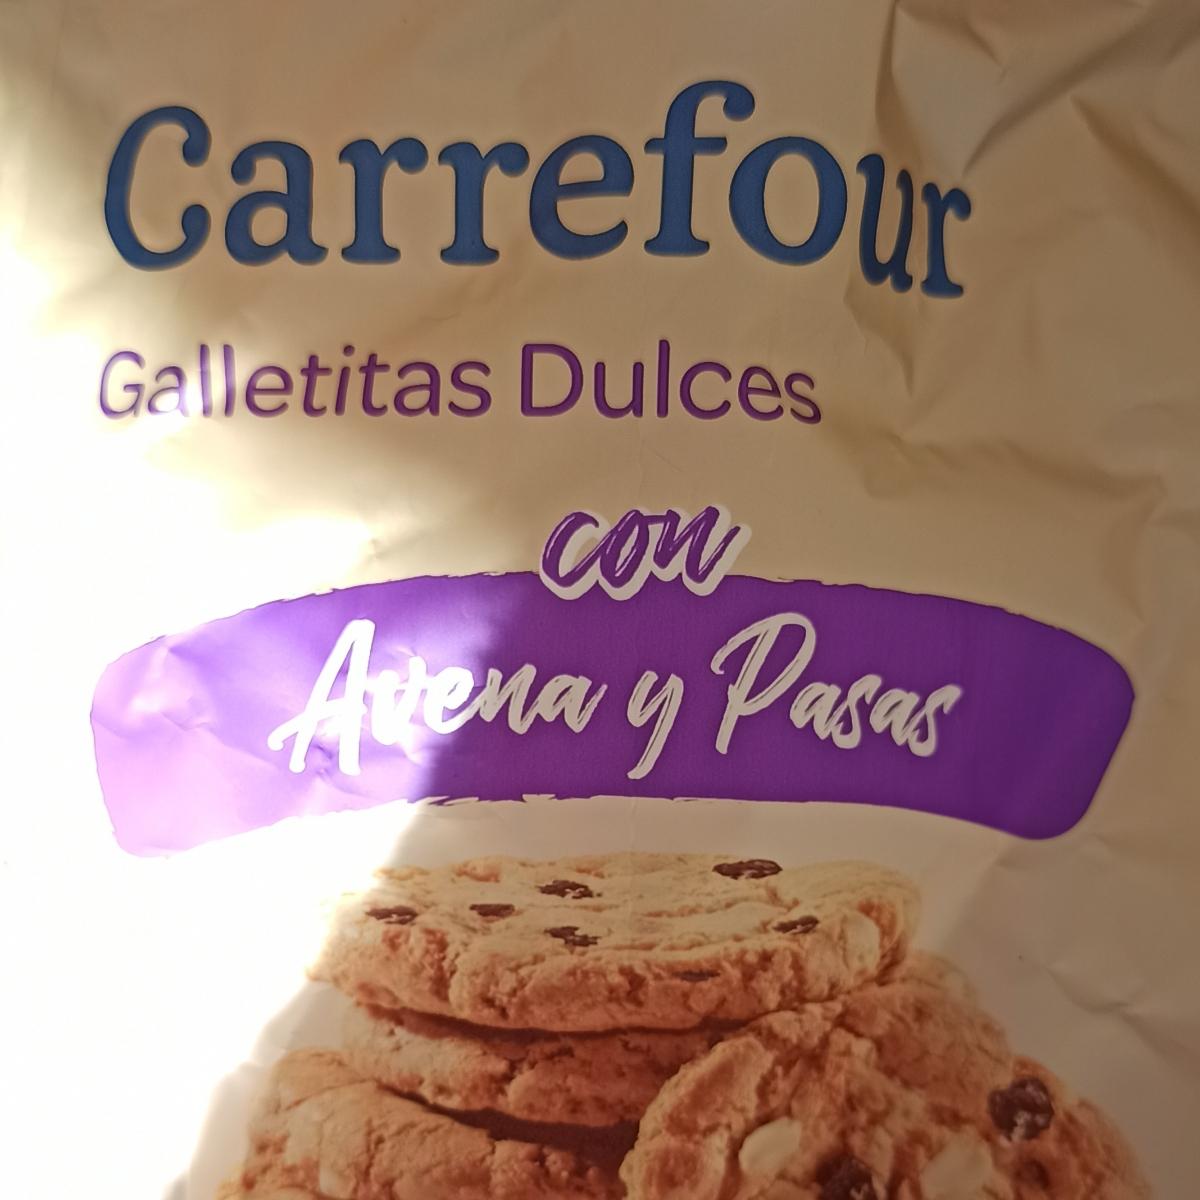 Carrefour
Galletitas Dulces
con
Avena y Pasas